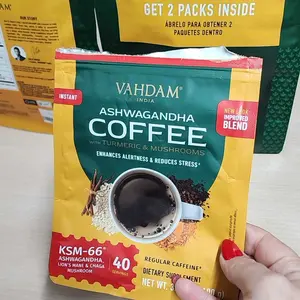 GET 2 PACKS INSIDE
ABRELO PARA OBTENER 2
PAQUETES DENTRO
VAHDAM®
INDIA
INSTANT
ASHWAGANDHA
COFFEE
with TURMERIC & MUSHROOMS
ENHANCES ALERTNESS & REDUCES STRESS*
IMPROVED
BLEND
KSM-66®
ASHWAGANDHA
LION'S MANE & CHAGA
MUSHROOM
40
REGULAR CAFFEINE*
DIETARY SUPPLEMENT
NET WT. 3